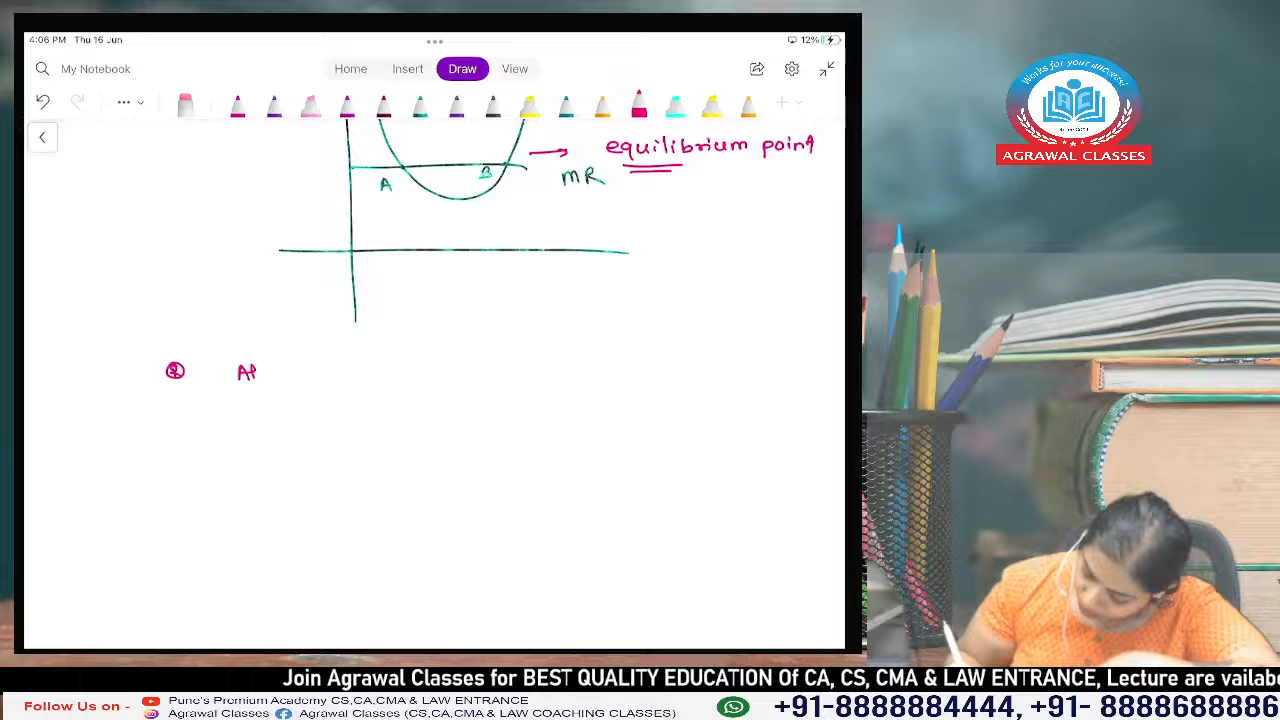 4:06 PM Thu 16 Jun
12%
My Notebook
Home
Insert
Draw
View
equilibrium point
A
B
MR
2
Works for your success!
AC
AGRAWAL CLASSES
Join Agrawal Classes for BEST QUALITY EDUCATION Of CA, CS, CMA & LAW ENTRANCE, Lecture are vailabe
Follow Us on -
Pune's Premium Academy CS,CA,CMA & LAW ENTRANCE
Agrawal Classes
Agrawal Classes (CS,CA,CMA & LAW COACHING CLASSES)
+91-8888884444, +91- 8888688886